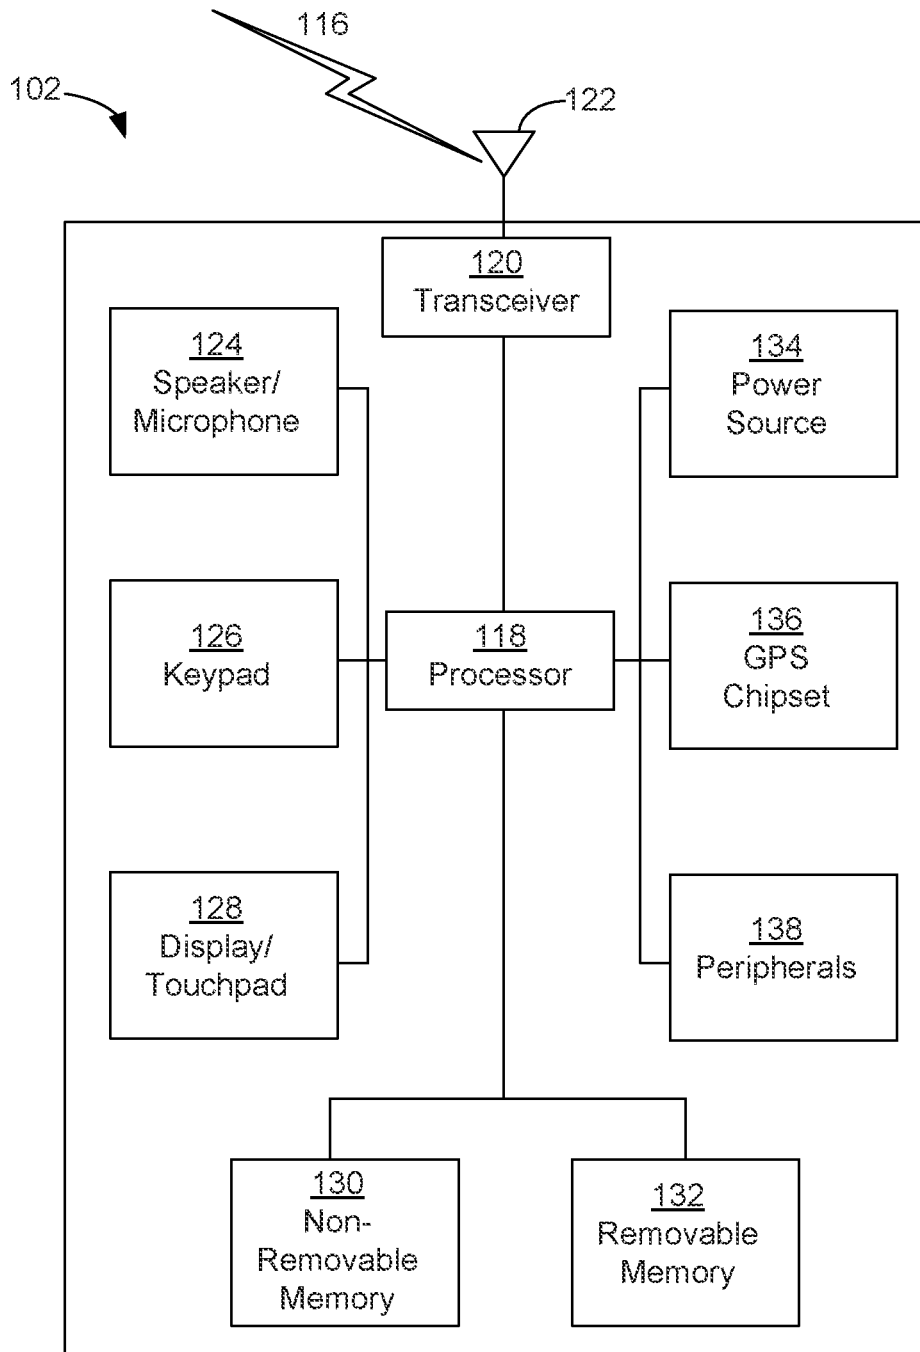 116
102
122
120
Transceiver
124
Speaker/
Microphone
134
Power
Source
126
Keypad
118
Processor
136
GPS
Chipset
128
Display/
Touchpad
138
Peripherals
130
Non-
Removable
Memory
132
Removable
Memory